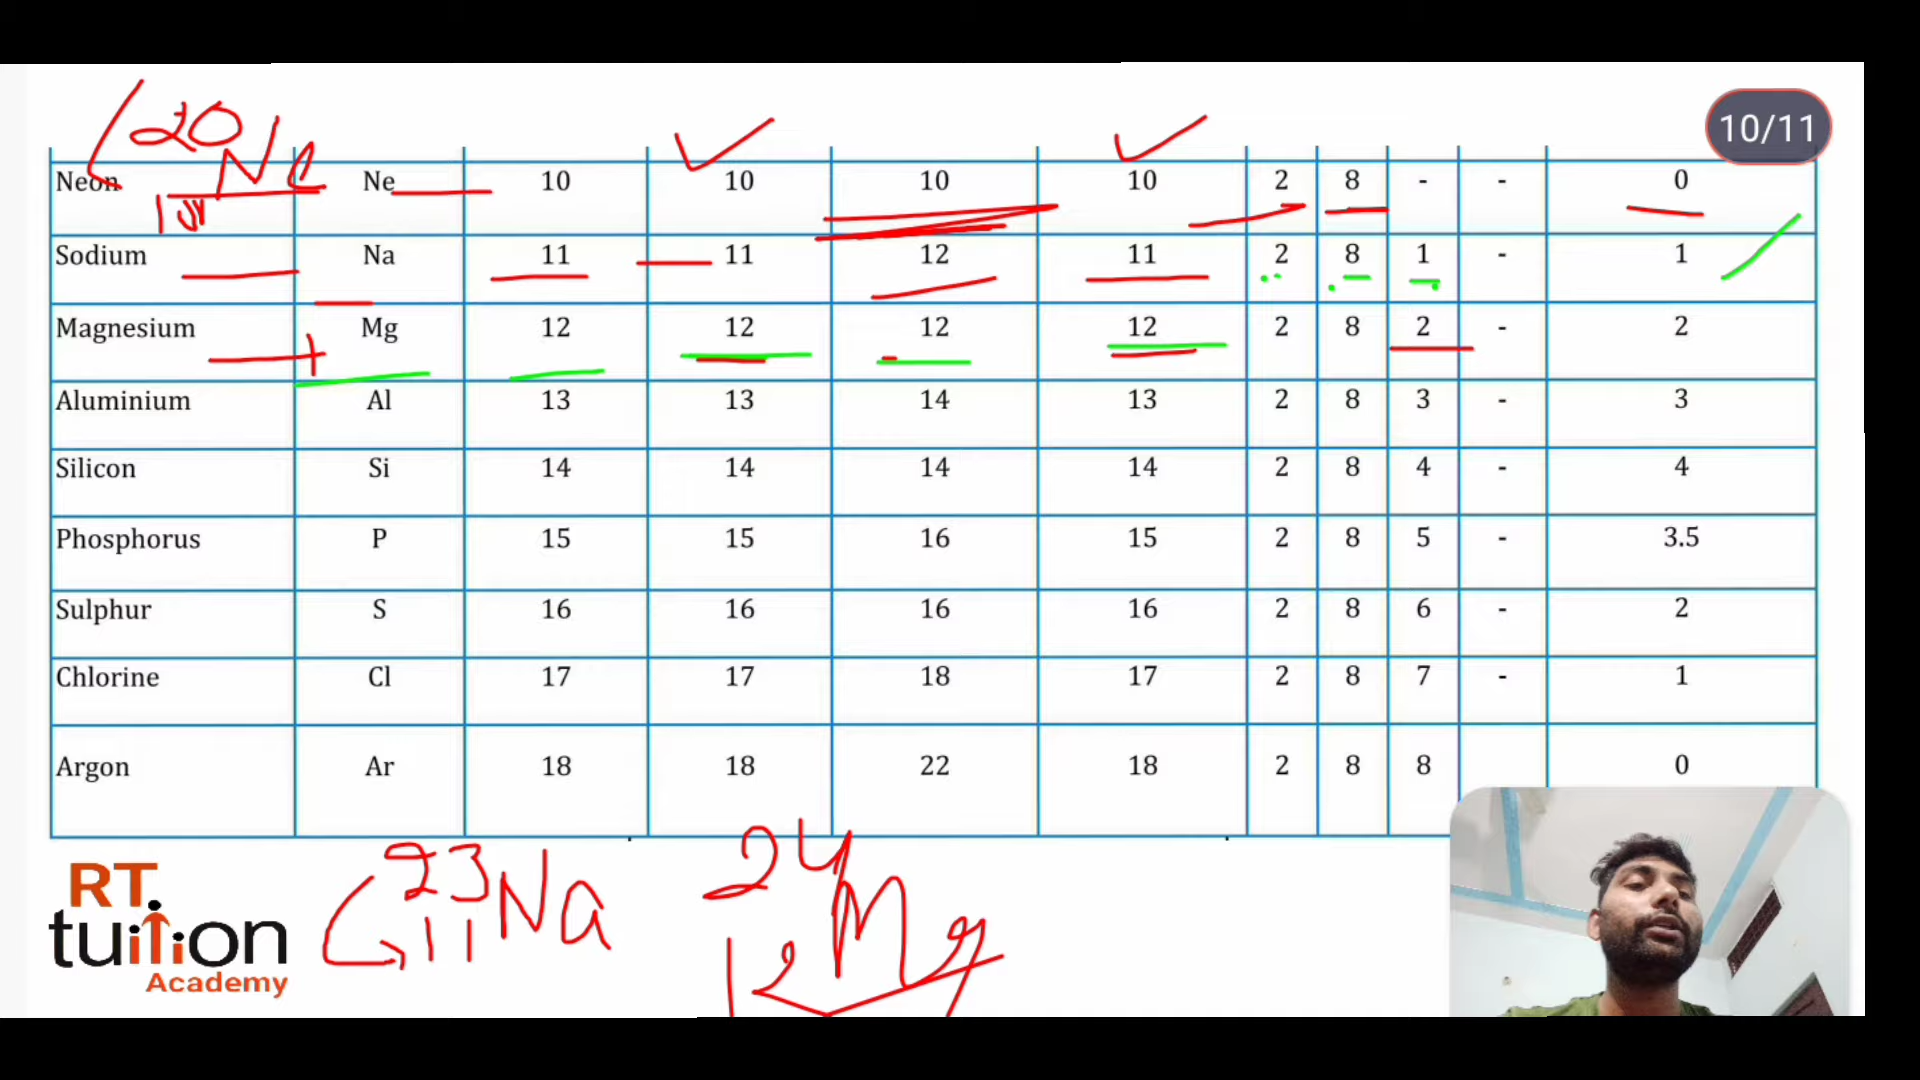 10/11
20
Ne
10
Neon Ne 10 10 10 10 2 8 - - 0
Sodium Na 11 11 12 11 2 8 1 - 1
Magnesium Mg 12 12 12 12 2 8 2 - 2
Aluminium Al 13 13 14 13 2 8 3 - 3
Silicon Si 14 14 14 14 2 8 4 - 4
Phosphorus P 15 15 16 15 2 8 5 - 3.5
Sulphur S 16 16 16 16 2 8 6 - 2
Chlorine Cl 17 17 18 17 2 8 7 - 1
Argon Ar 18 18 22 18 2 8 8 0
RT
tuition
Academy
23
11 Na
24
12 Mg